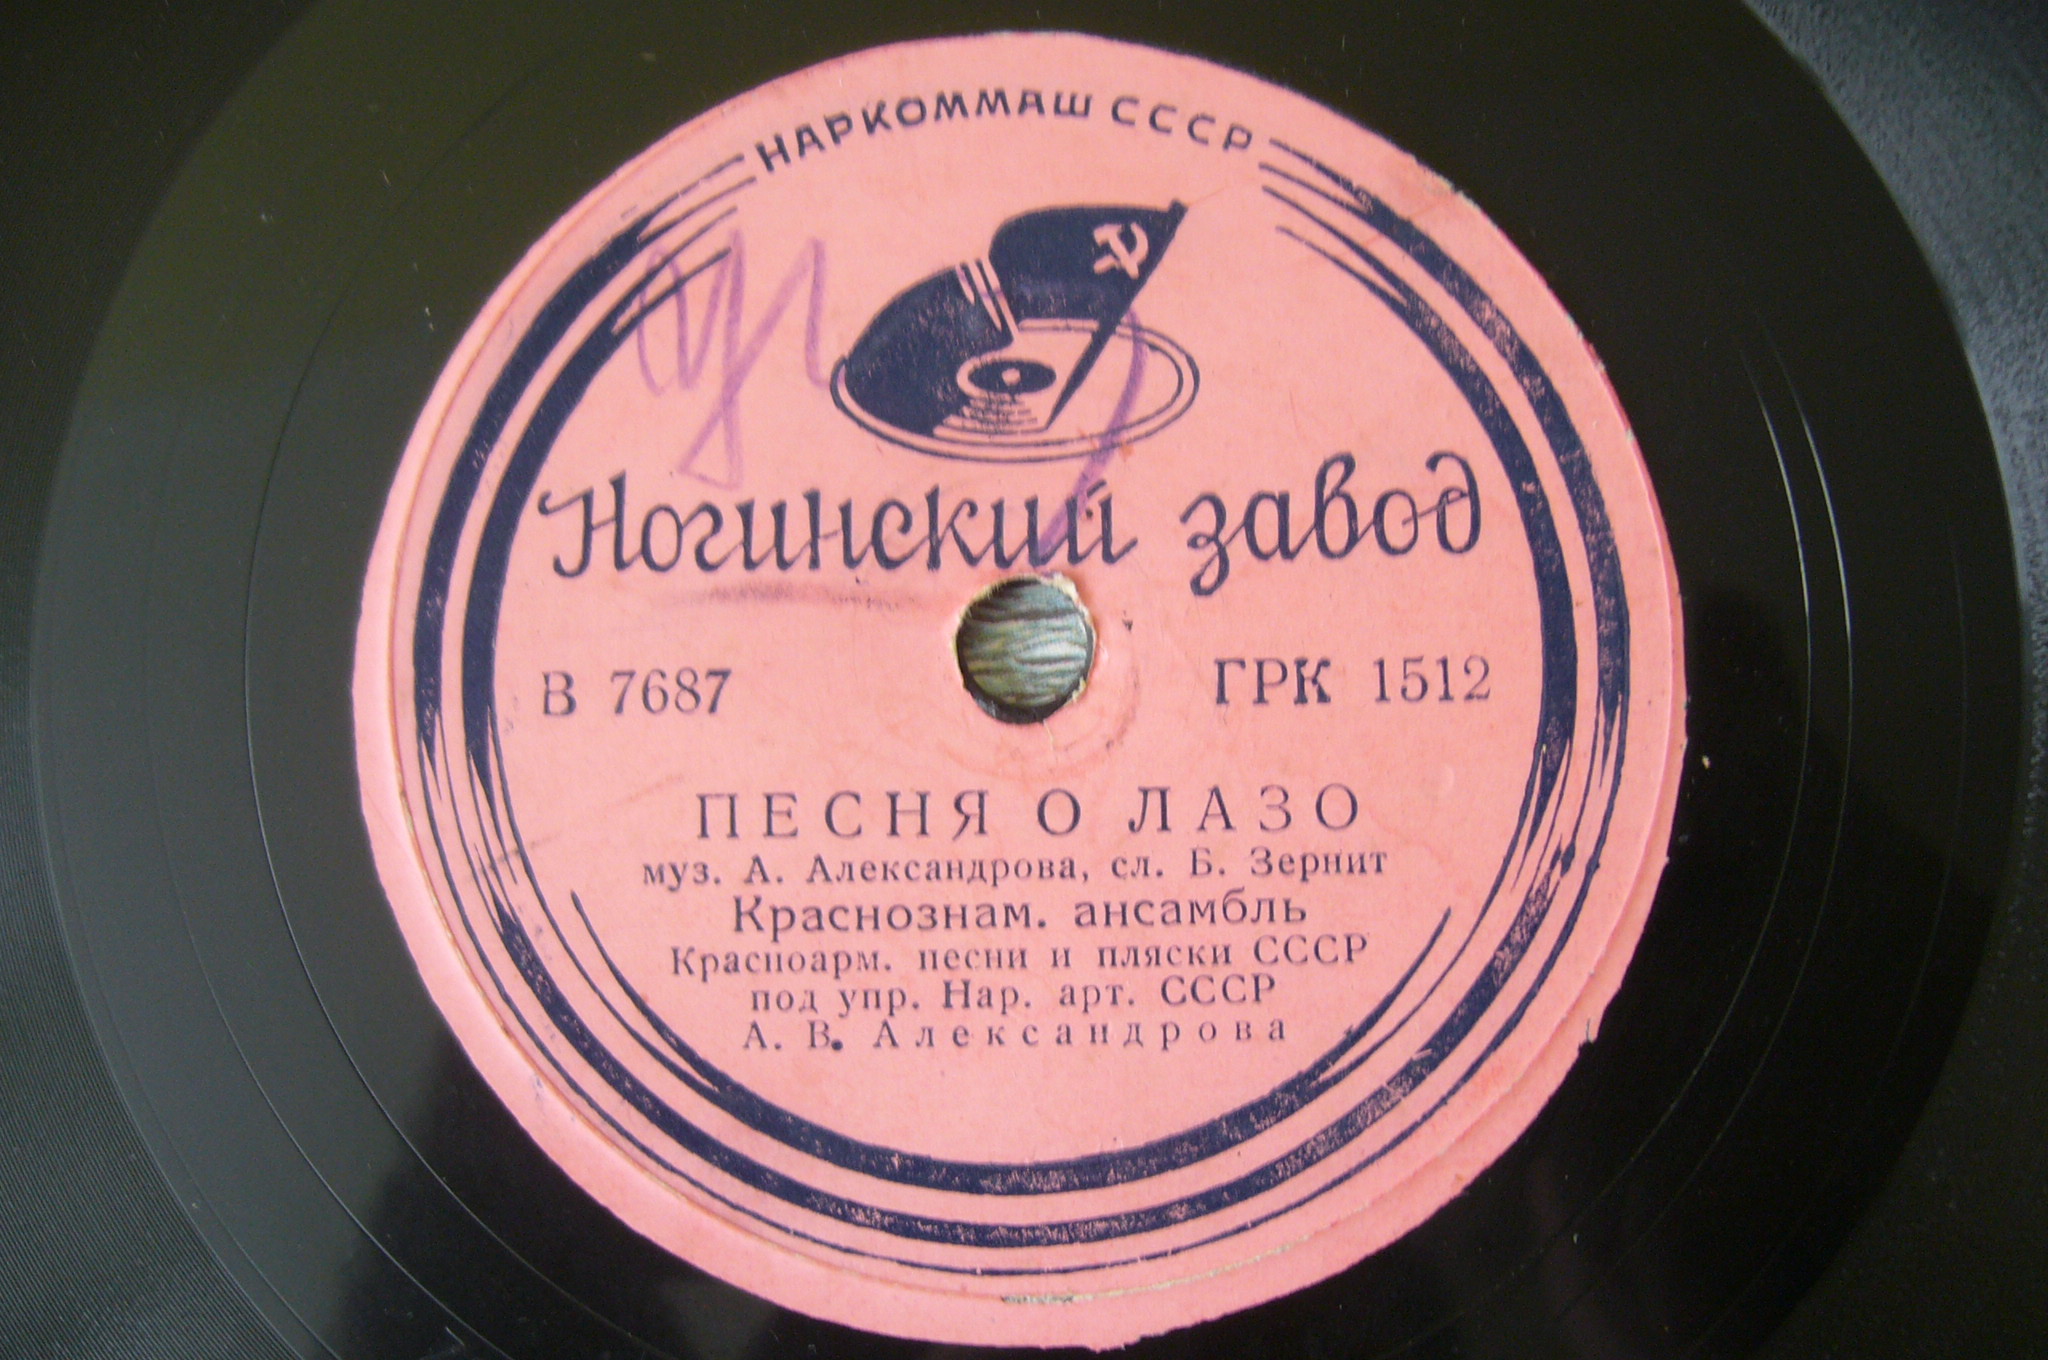 НАРКОММАШ СССР
Ногинский завод
В 7687 ГРК 1512
ПЕСНЯ О ЛАЗО
муз. А. Александрова, сл. Б. Зернит
Краснознам. ансамбль
Красноарм. песни и пляски СССР
под упр. Нар. арт. СССР
А. В. Александрова